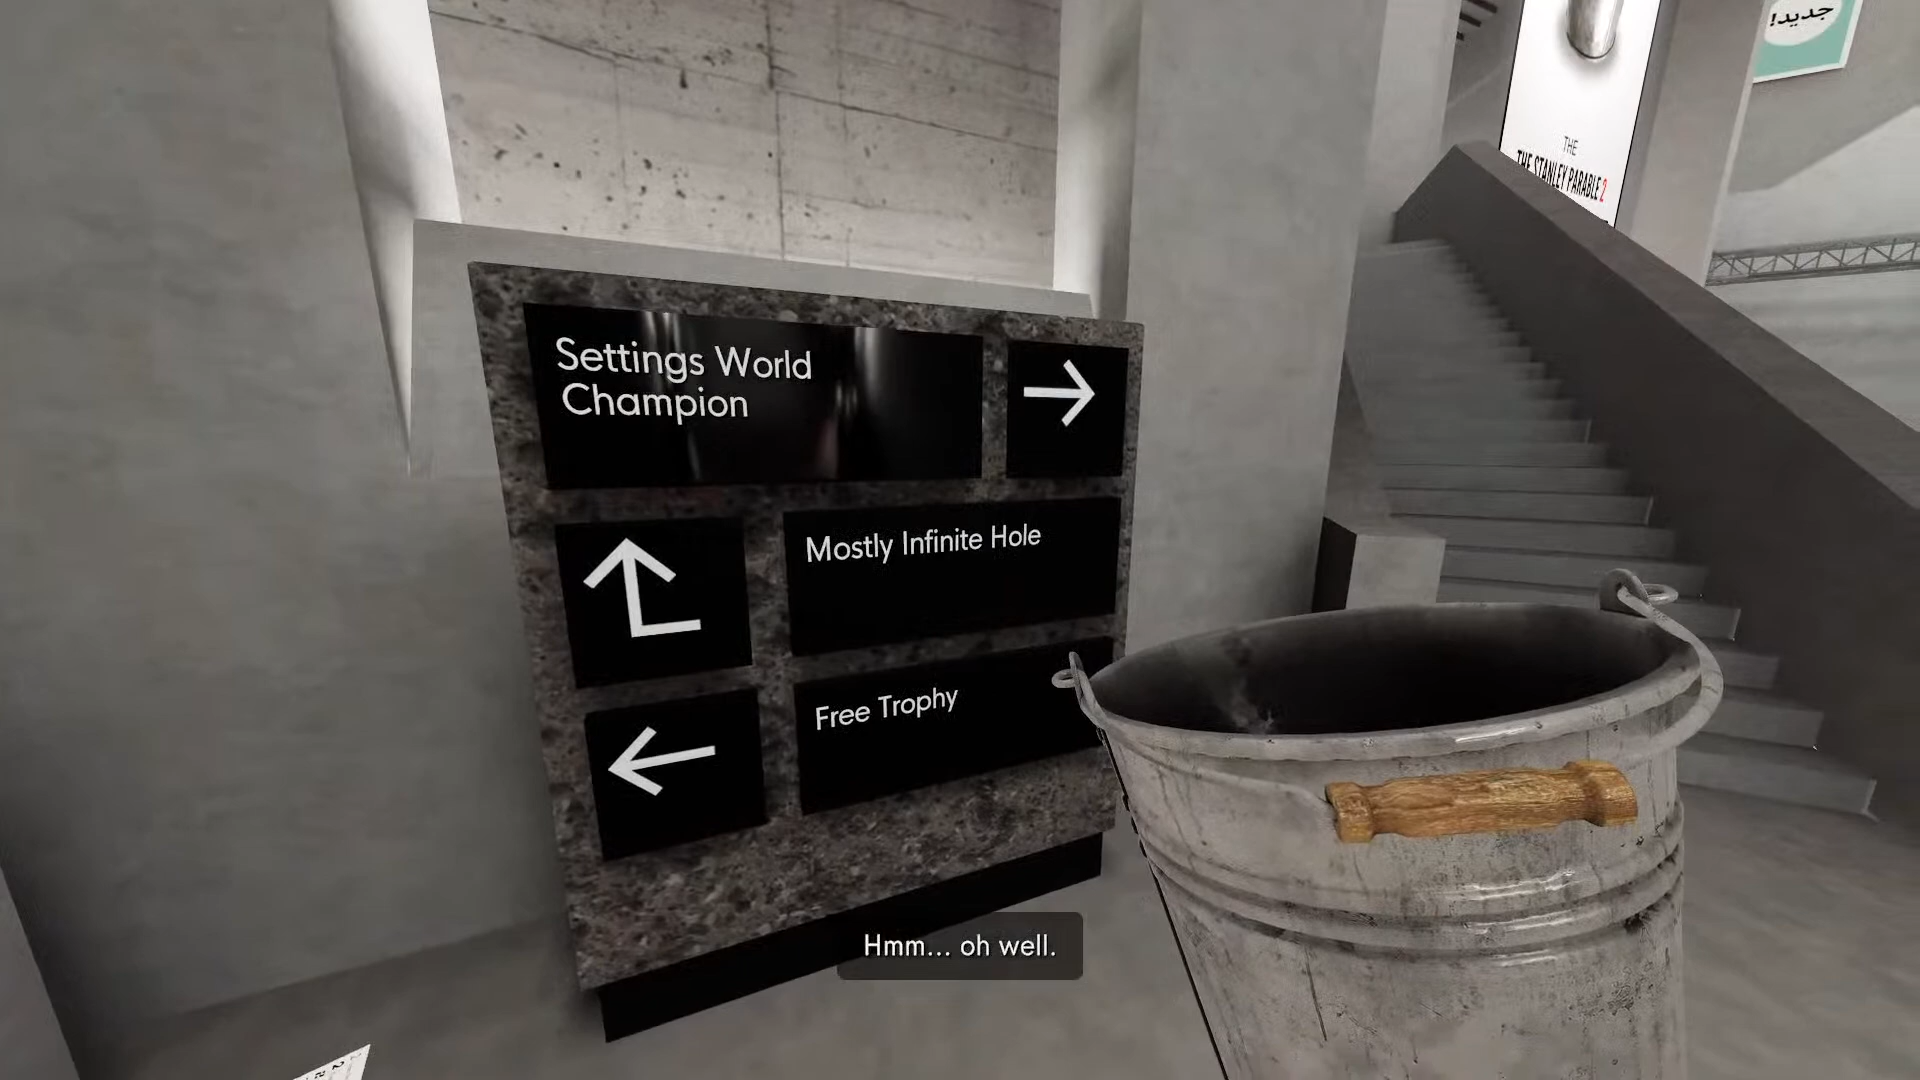 جديد!
THE
THE STANLEY PARABLE 2
Settings World
Champion
Mostly Infinite Hole
Free Trophy
Hmm... oh well.